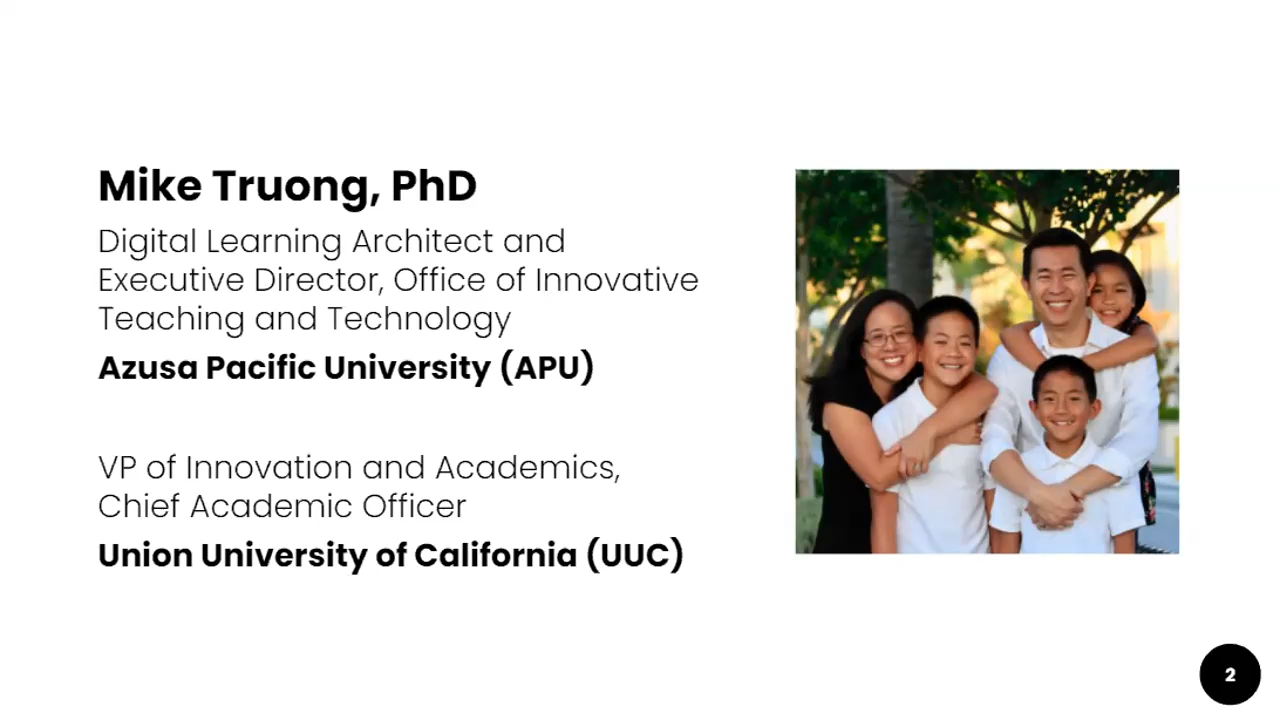 Mike Truong, PhD
Digital Learning Architect and
Executive Director, Office of Innovative
Teaching and Technology
Azusa Pacific University (APU)
VP of Innovation and Academics,
Chief Academic Officer
Union University of California (UUC)
2